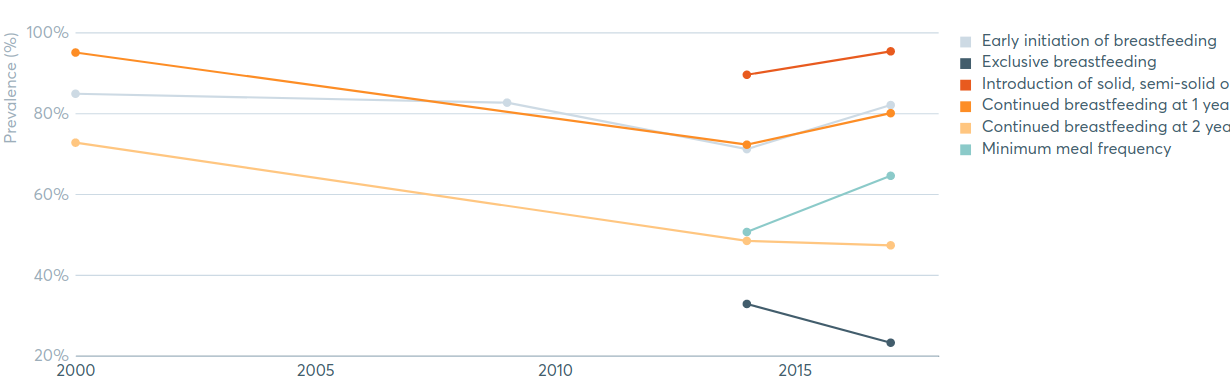 Prevalence (%)
100%
80%
60%
40%
20%
2000
2005
2010
2015
Early initiation of breastfeeding
Exclusive breastfeeding
Introduction of solid, semi-solid o
Continued breastfeeding at 1 yea
Continued breastfeeding at 2 yea
Minimum meal frequency